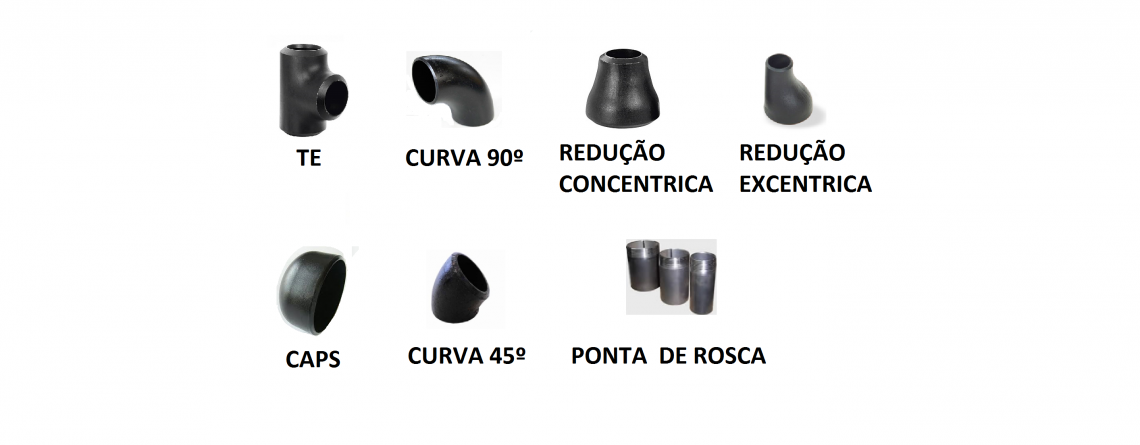 TE
CURVA 90º
REDUÇÃO
CONCENTRICA
REDUÇÃO
EXCENTRICA
CAPS
CURVA 45º
PONTA DE ROSCA